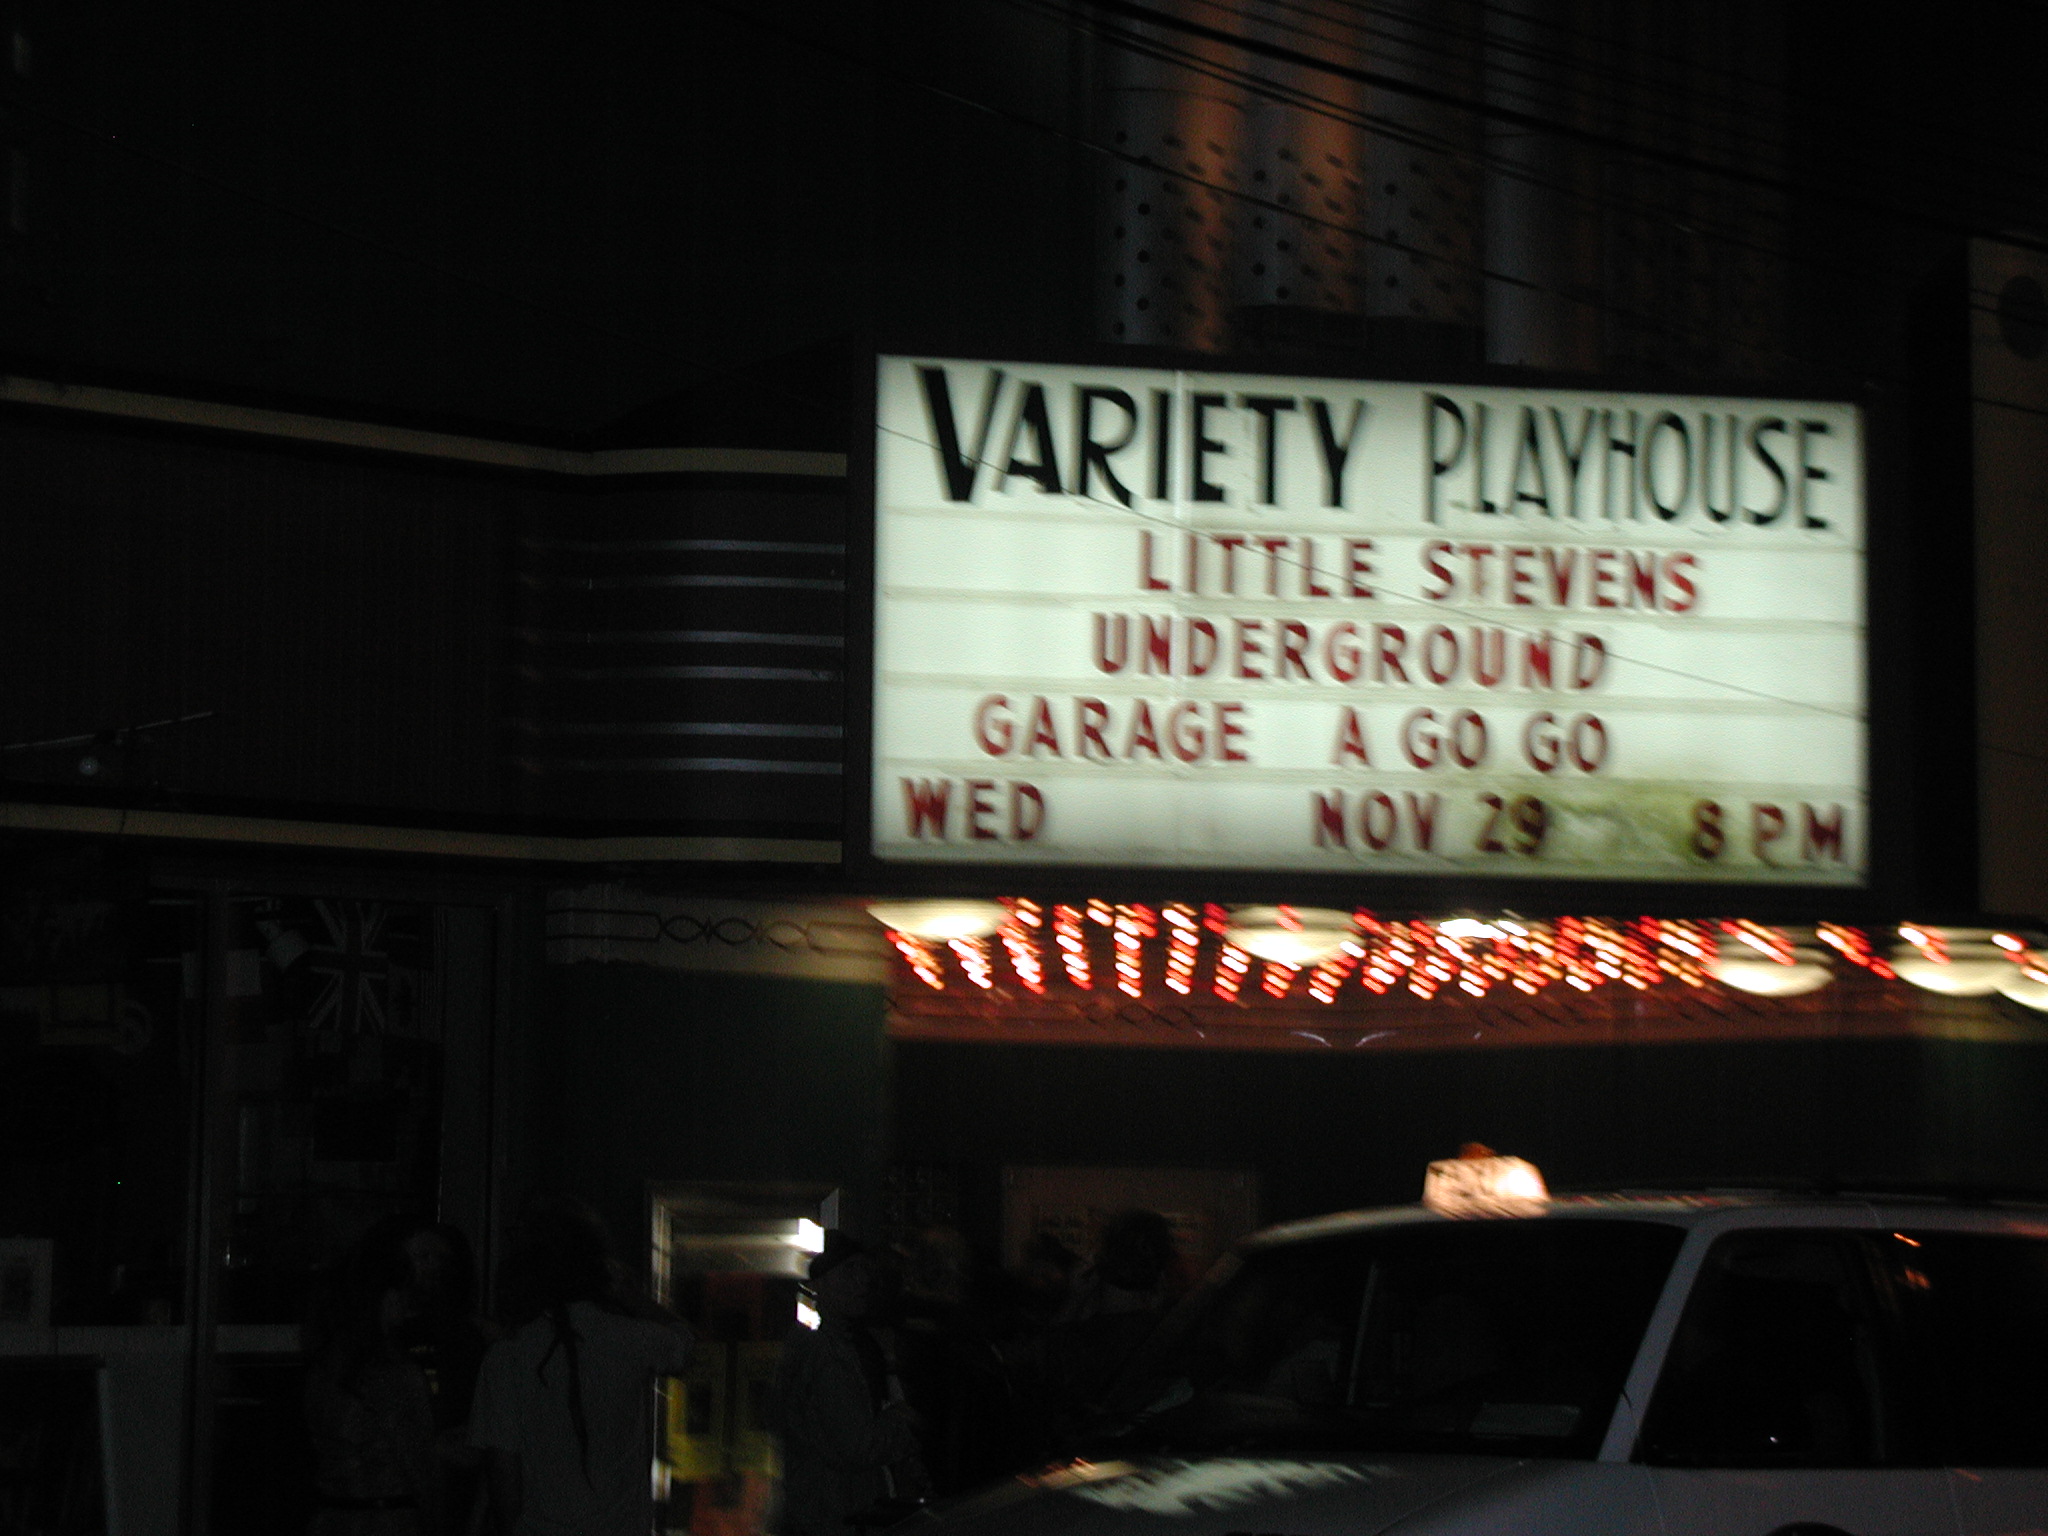 VARIETY PLAYHOUSE
LITTLE STEVENS
UNDERGROUND
GARAGE A GO GO
WED NOV 29 8 PM